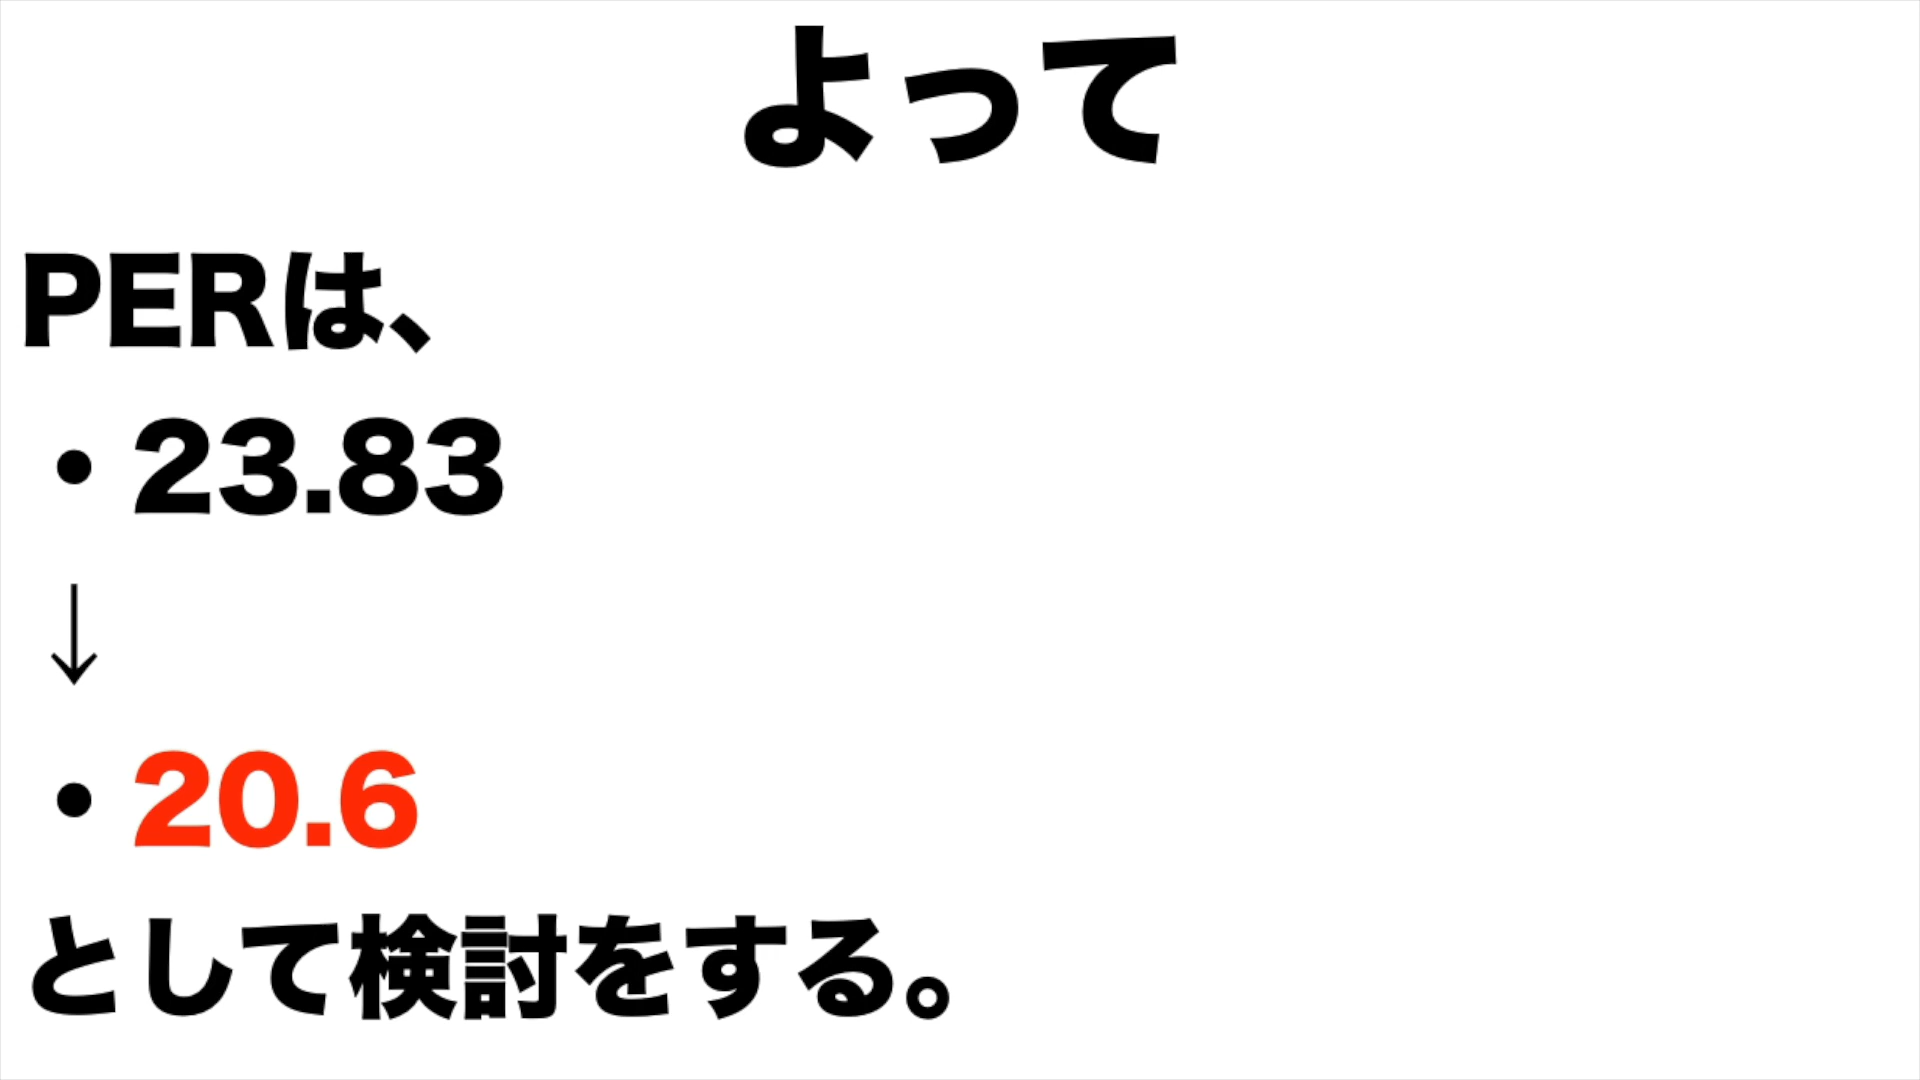 よって
PERは、
・23.83
↓
・20.6
として検討をする。